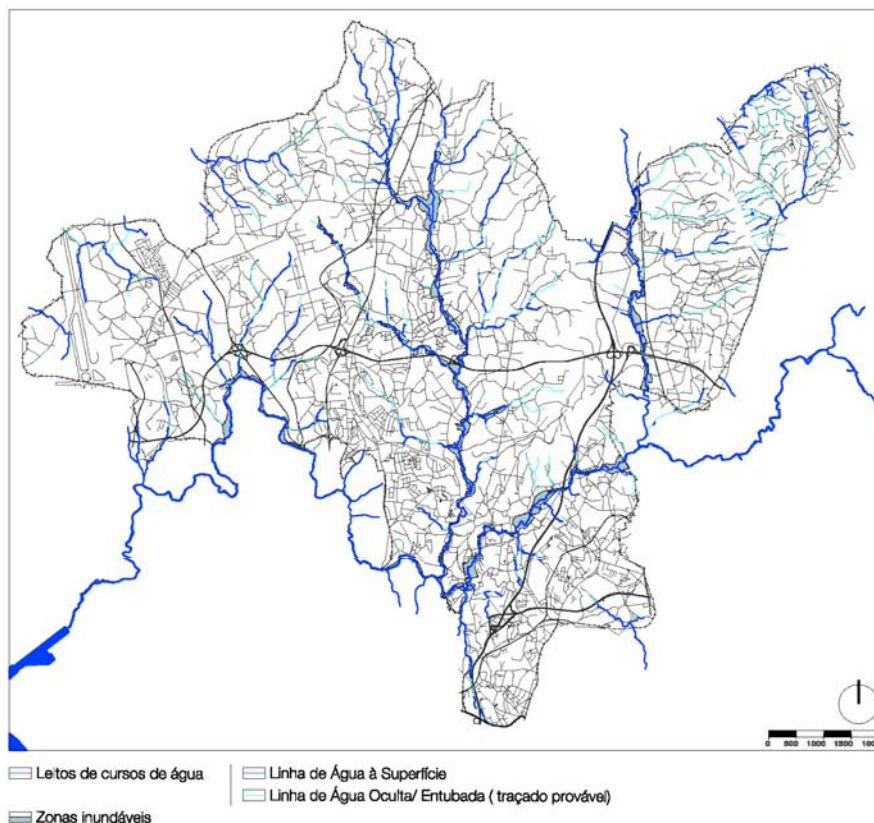 0 500 1000 1500
Leitos de cursos de água
Linha de Água à Superfície
Linha de Água Oculta/ Entubada ( traçado provável)
Zonas inundáveis